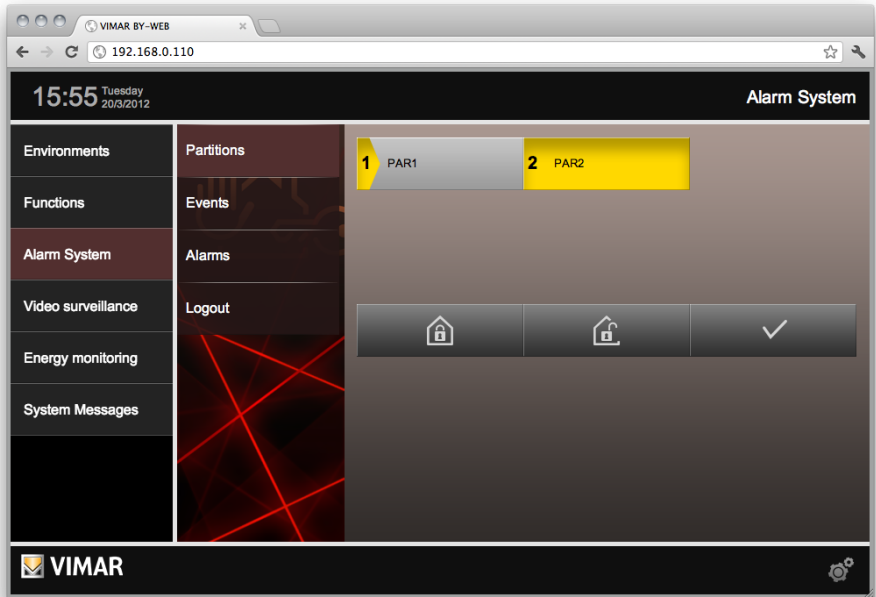 VIMAR BY-WEB
192.168.0.110
15:55 Tuesday
20/3/2012
Alarm System
Environments
Functions
Alarm System
Video surveillance
Energy monitoring
System Messages
Partitions
Events
Alarms
Logout
1 PAR1
2 PAR2
VIMAR